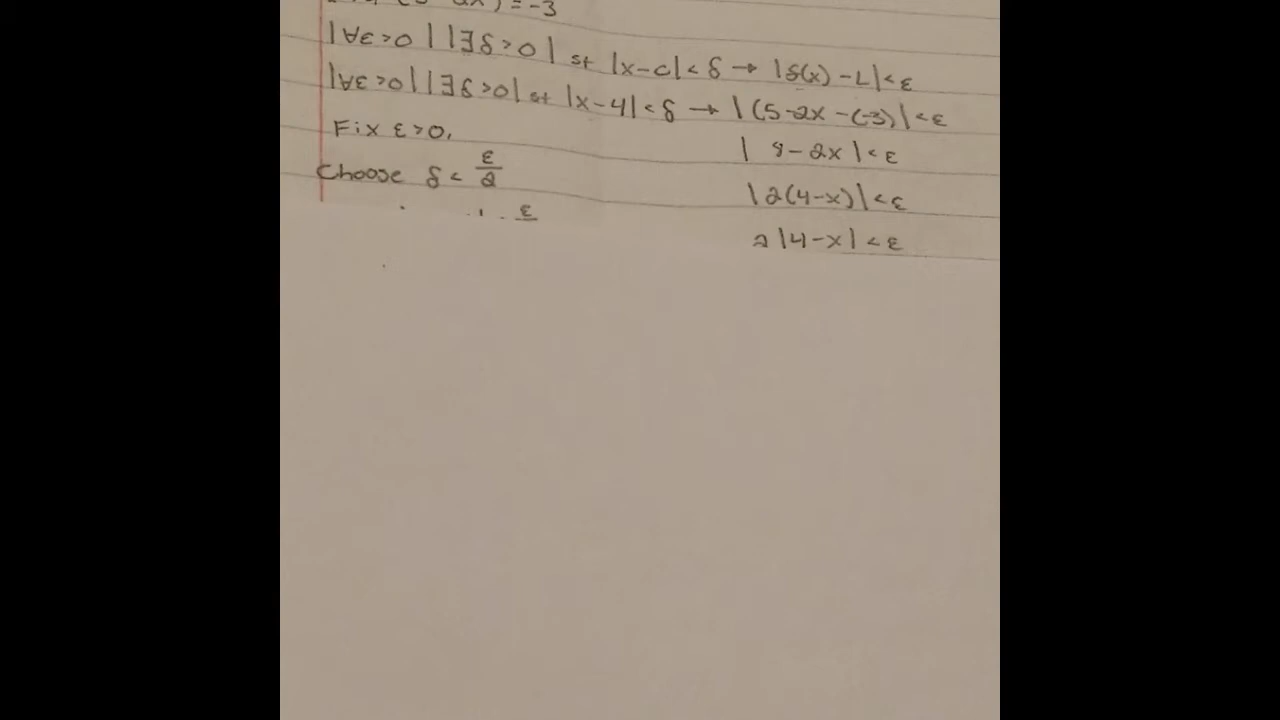 ) = -3
|∀ε>0| |∃δ>0| st |x-c|<δ → |f(x)-L|<ε
|∀ε>0||∃δ>0| st |x-4|<δ → |(5-2x-(-3)|<ε
Fix ε>0,
| 8-2x|<ε
Choose δ < ε/2
|2(4-x)|<ε
ε
2|4-x|<ε